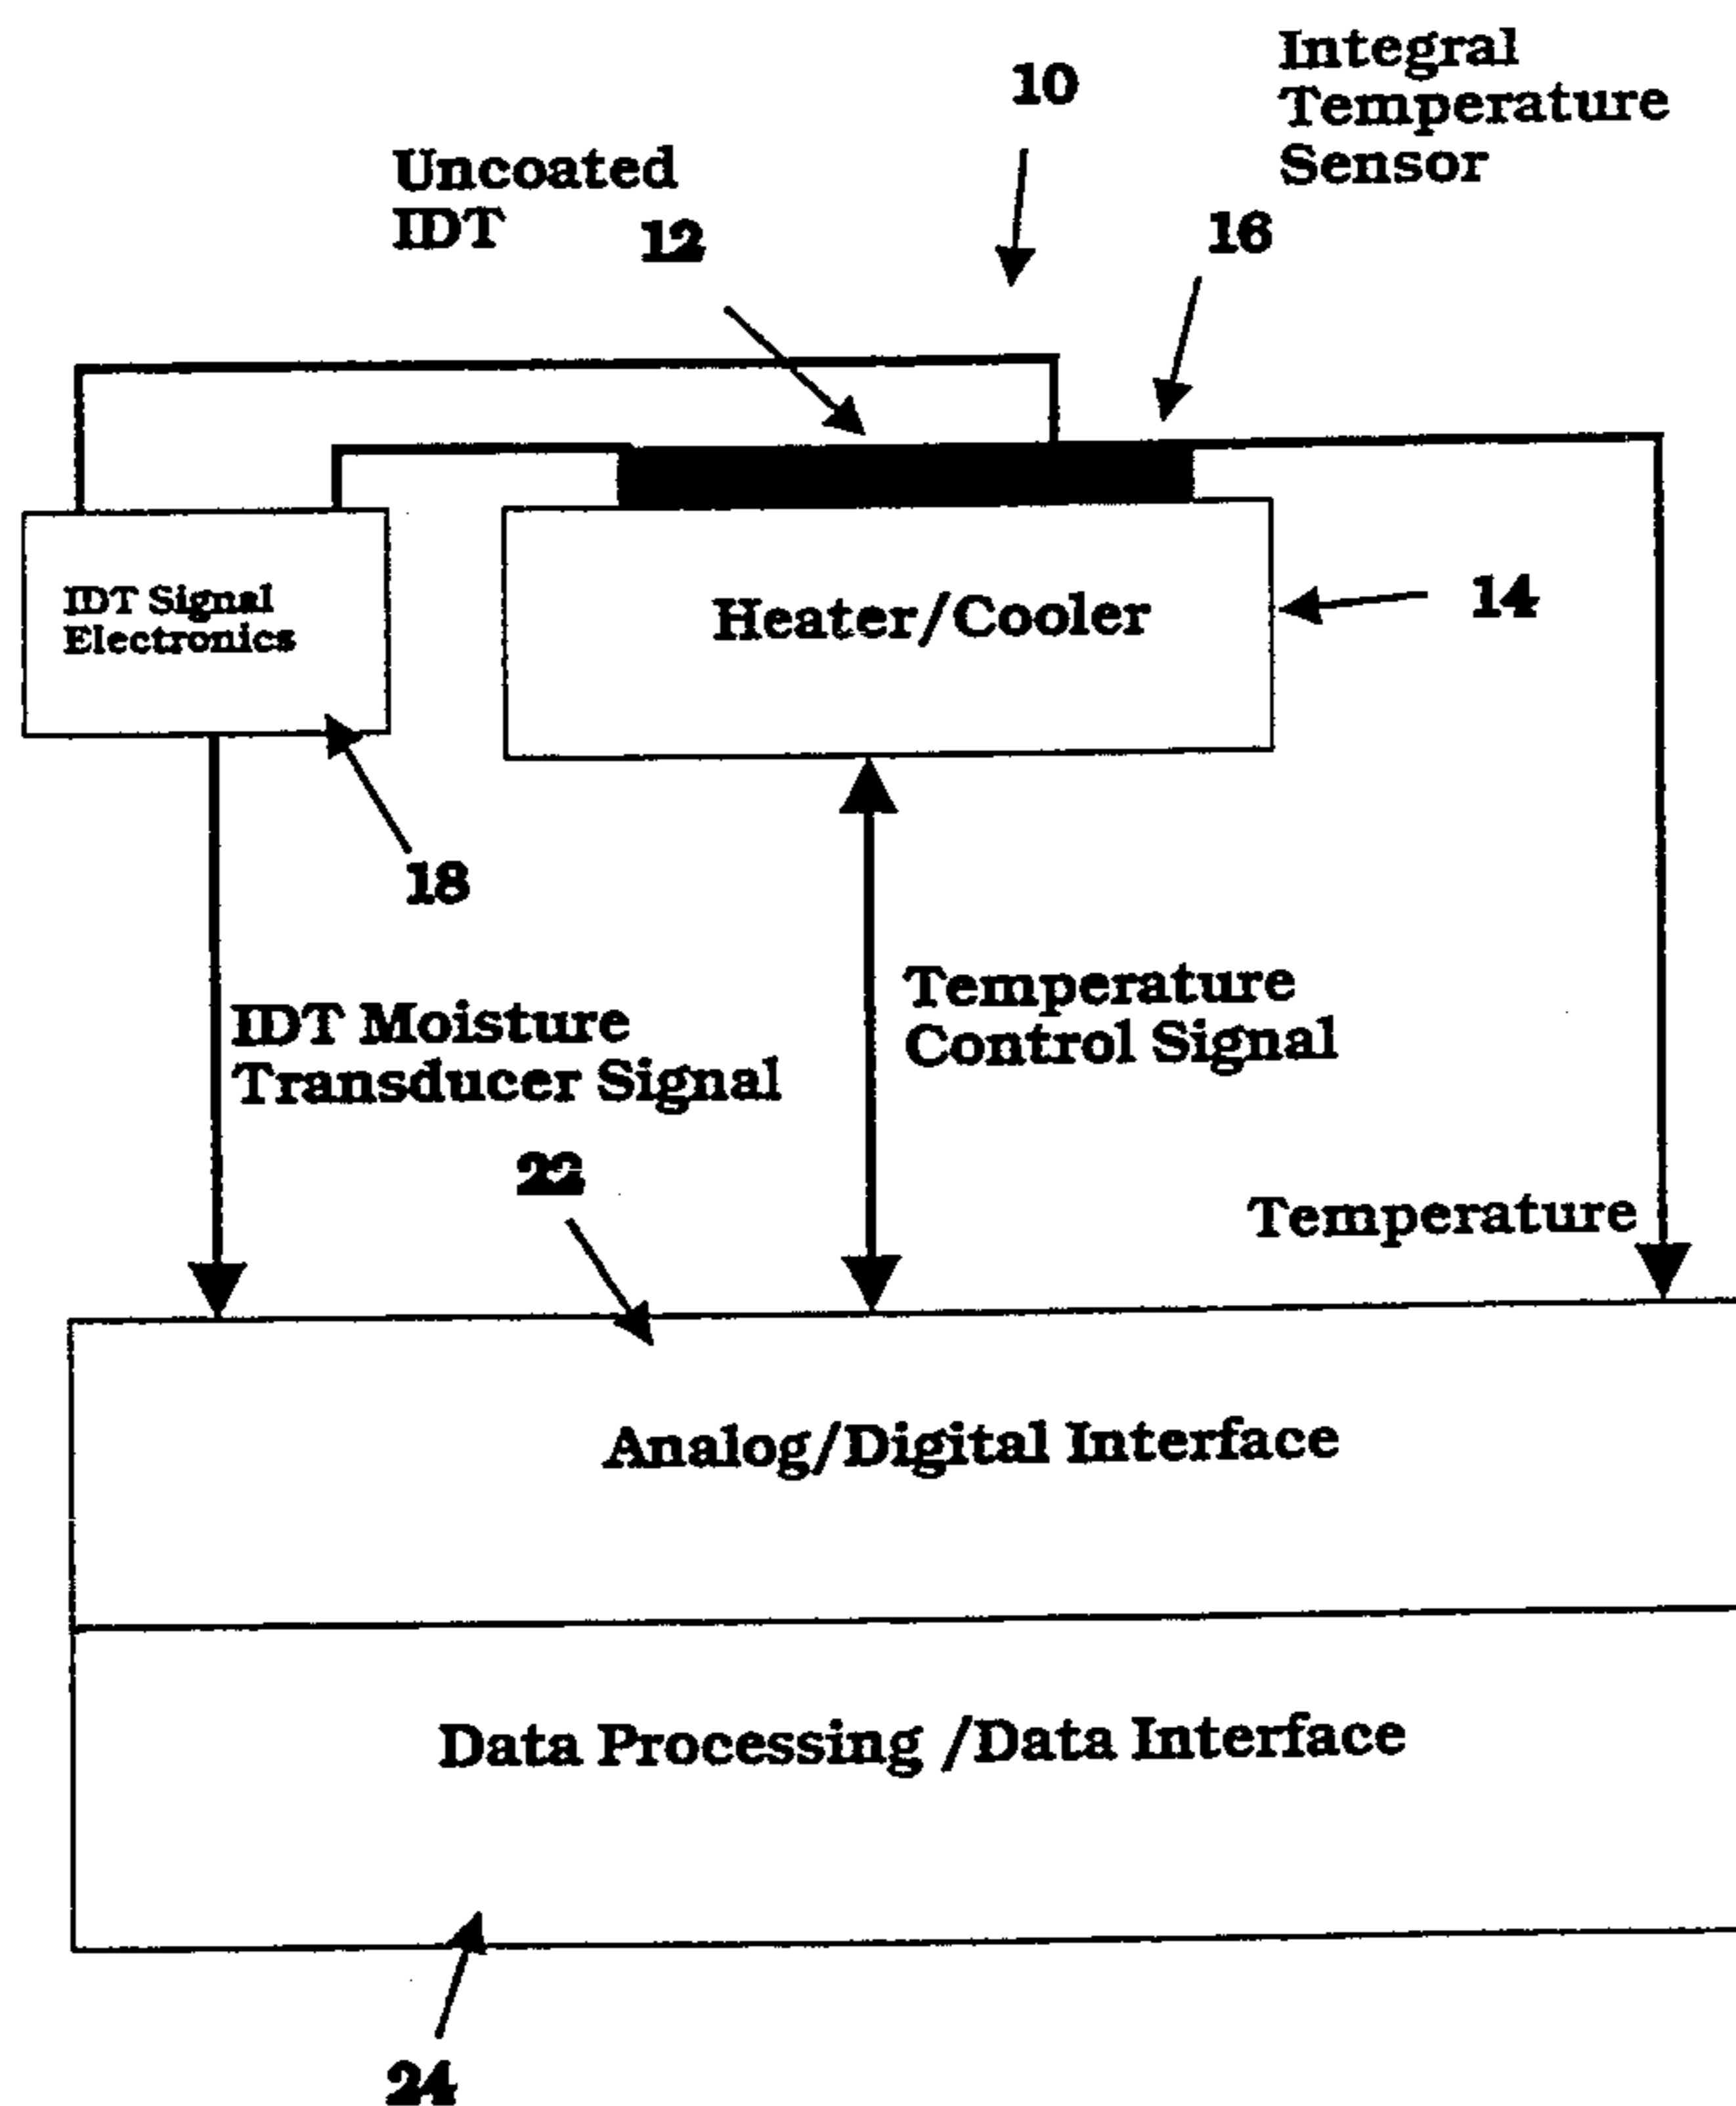 10
Integral
Temperature
Sensor
Uncoated
IDT
12
16
IDT Signal
Electronics
Heater/Cooler
14
18
IDT Moisture
Transducer Signal
Temperature
Control Signal
22
Temperature
Analog/Digital Interface
Data Processing /Data Interface
24